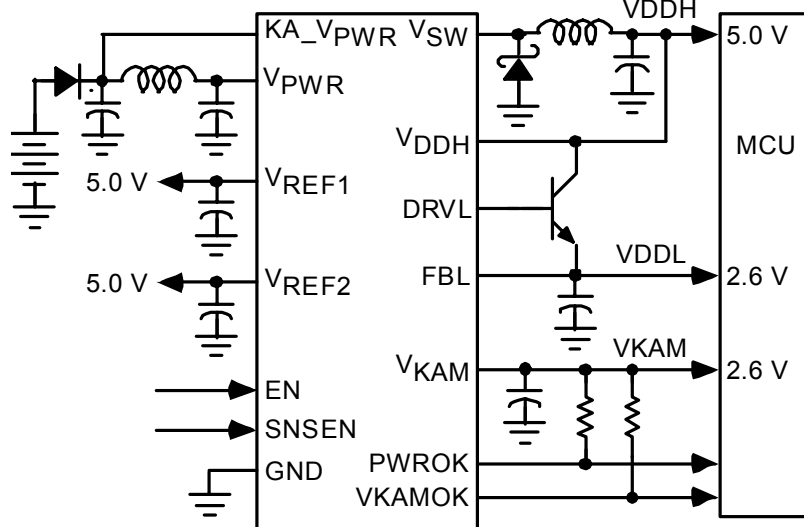 VDDH
KA_VPWR VSW 5.0 V
VPWR
VDDH MCU
5.0 V VREF1
DRVL
VDDL
5.0 V VREF2 FBL 2.6 V
VKAM
VKAM 2.6 V
EN
SNSEN
GND PWROK
VKAMOK